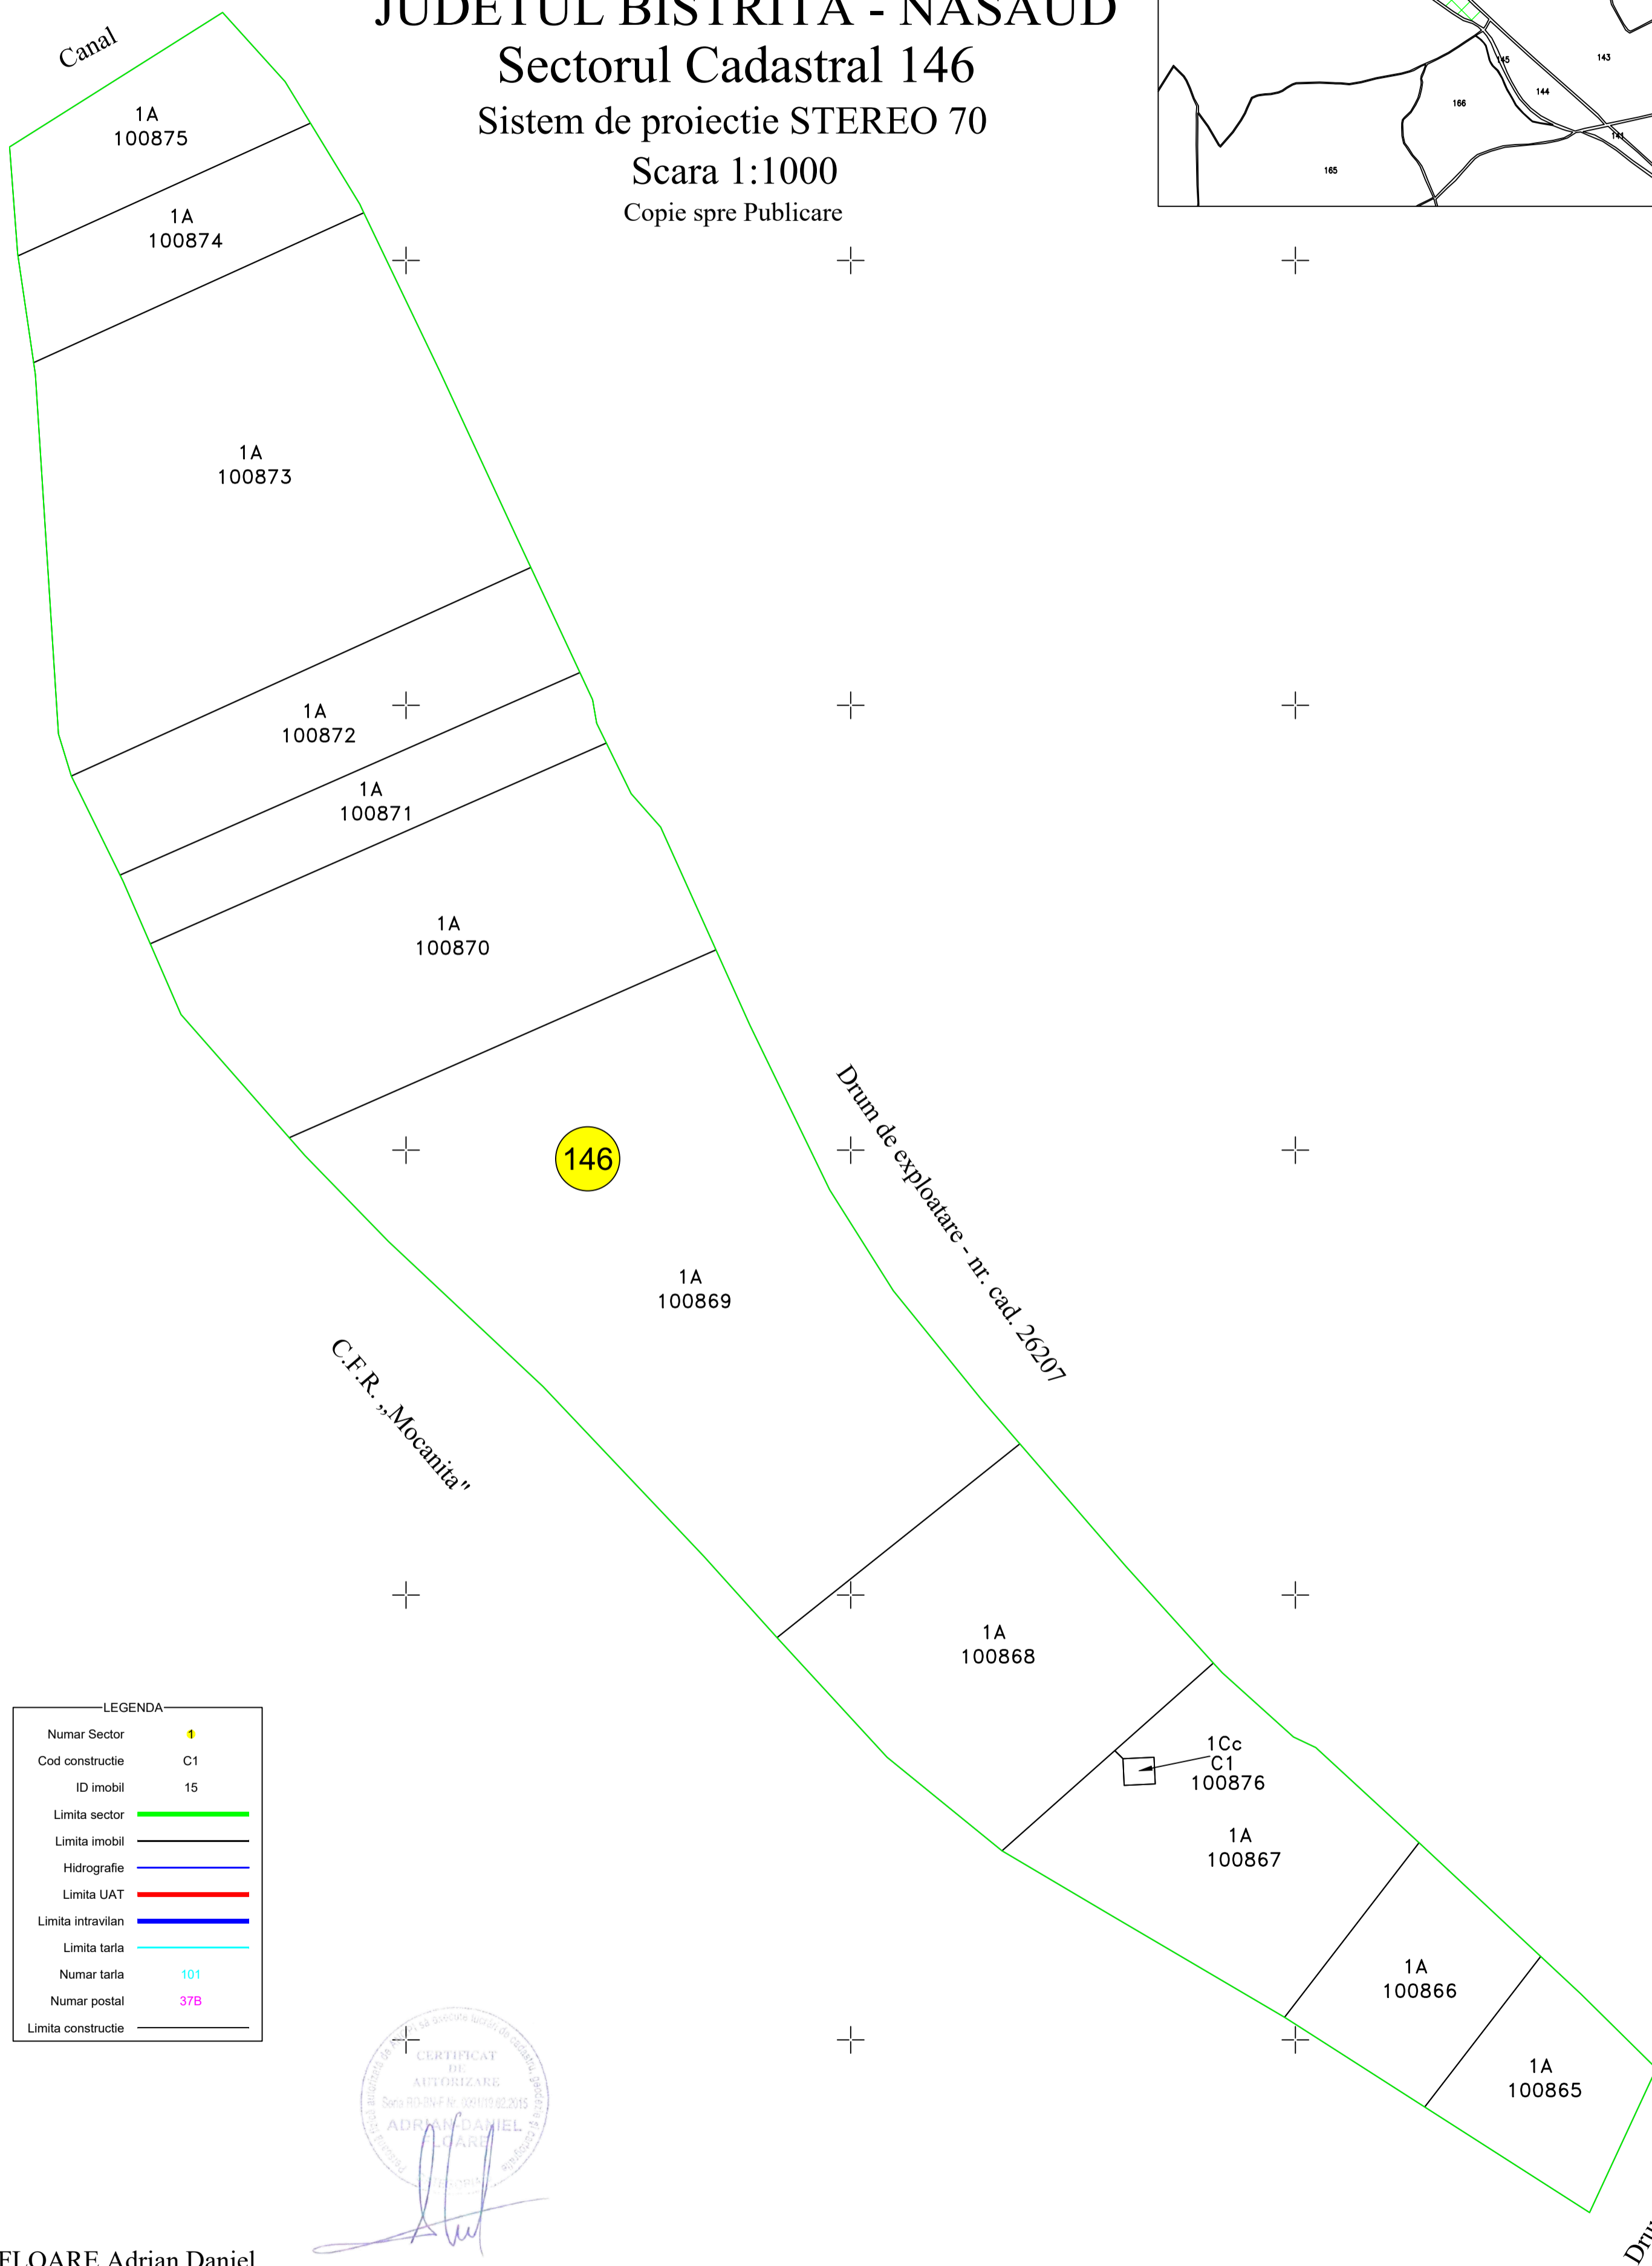 JUDETUL BISTRITA - NASAUD
Sectorul Cadastral 146
Sistem de proiectie STEREO 70
Scara 1:1000
Copie spre Publicare
145
143
144
166
141
165
Canal
1A
100875
1A
100874
1A
100873
1A
100872
1A
100871
1A
100870
146
Drum de exploatare - nr. cad. 26207
1A
100869
C.F.R. ,,Mocanita"
1A
100868
1Cc
C1
100876
1A
100867
1A
100866
1A
100865
LEGENDA
Numar Sector 1
Cod constructie C1
ID imobil 15
Limita sector
Limita imobil
Hidrografie
Limita UAT
Limita intravilan
Limita tarla
Numar tarla 101
Numar postal 37B
Limita constructie
CERTIFICAT
DE
AUTORIZARE
ADRIAN-DANIEL
FLOARE
FLOARE Adrian Daniel